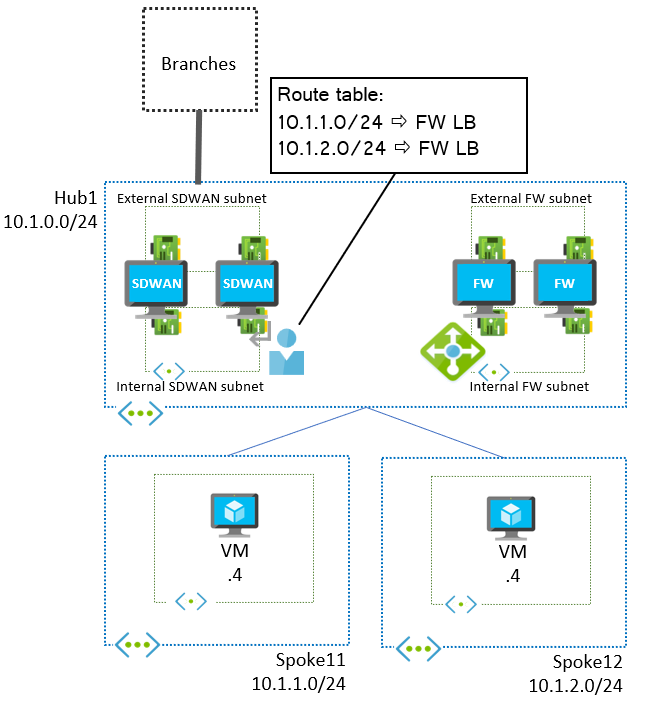 Branches
Route table:
10.1.1.0/24 ⇨ FW LB
10.1.2.0/24 ⇨ FW LB
Hub1
10.1.0.0/24
External SDWAN subnet
External FW subnet
SDWAN
SDWAN
FW
FW
Internal SDWAN subnet
Internal FW subnet
VM
.4
VM
.4
Spoke11
10.1.1.0/24
Spoke12
10.1.2.0/24